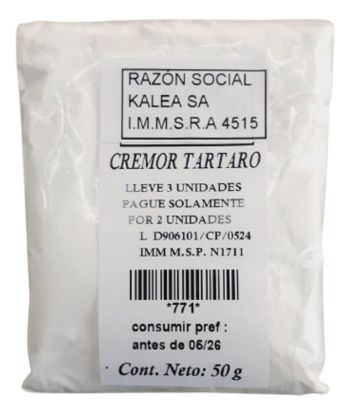 RAZÓN SOCIAL
KALEA SA
I.M.M.S.R.A 4515
CREMOR TARTARO
LLEVE 3 UNIDADES
PAGUE SOLAMENTE
POR 2 UNIDADES
L D906101/CP/0524
IMM M.S.P. N1711
*771*
consumir pref :
antes de 06/26
Cont. Neto: 50 g